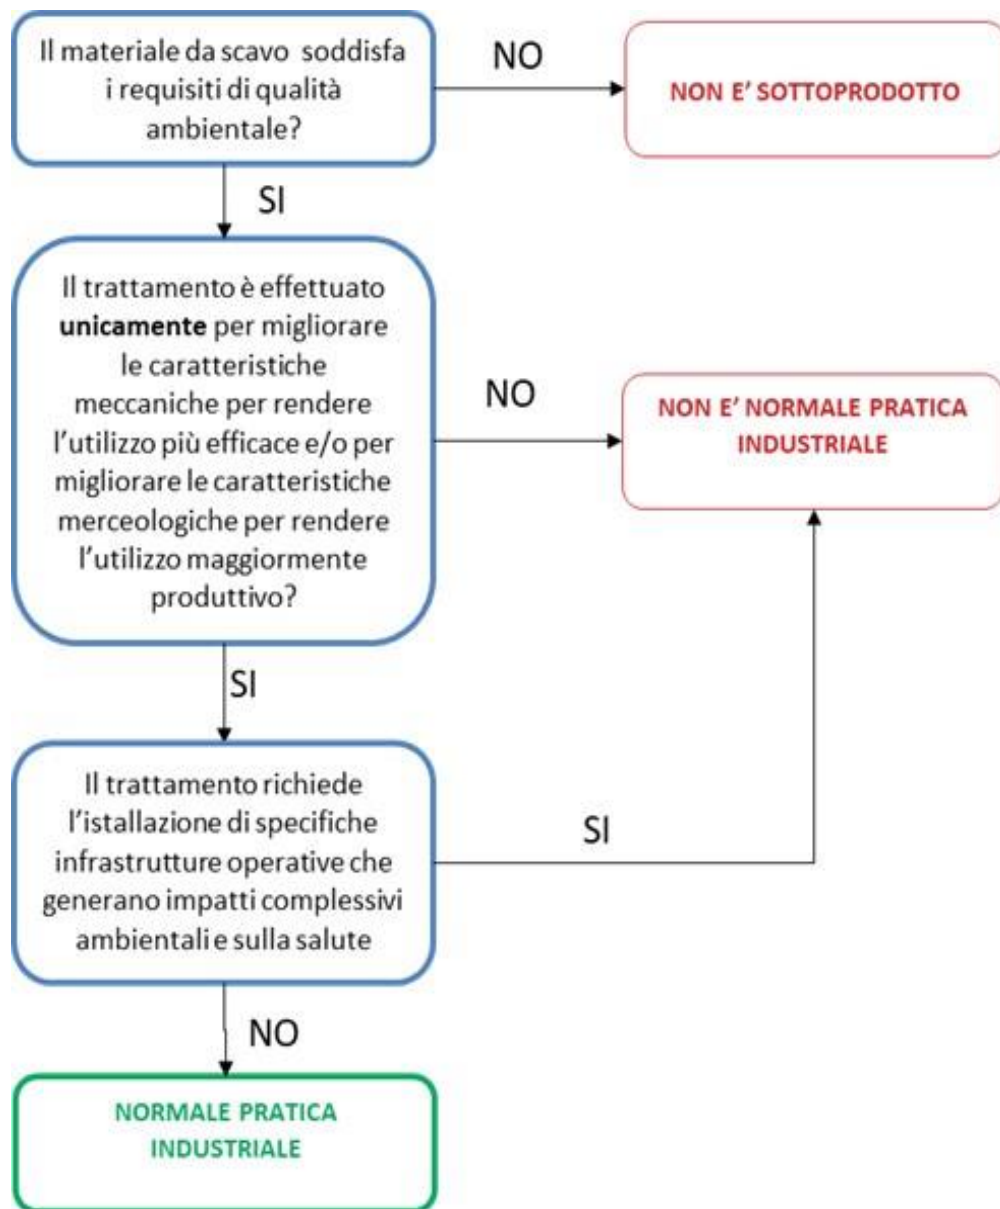 Il materiale da scavo soddisfa
i requisiti di qualità
ambientale?
NO
NON E' SOTTOPRODOTTO
SI
Il trattamento è effettuato
unicamente per migliorare
le caratteristiche
meccaniche per rendere
l'utilizzo più efficace e/o per
migliorare le caratteristiche
merceologiche per rendere
l'utilizzo maggiormente
produttivo?
NO
NON E' NORMALE PRATICA
INDUSTRIALE
SI
Il trattamento richiede
l'istallazione di specifiche
infrastrutture operative che
generano impatti complessivi
ambientali e sulla salute
SI
NO
NORMALE PRATICA
INDUSTRIALE